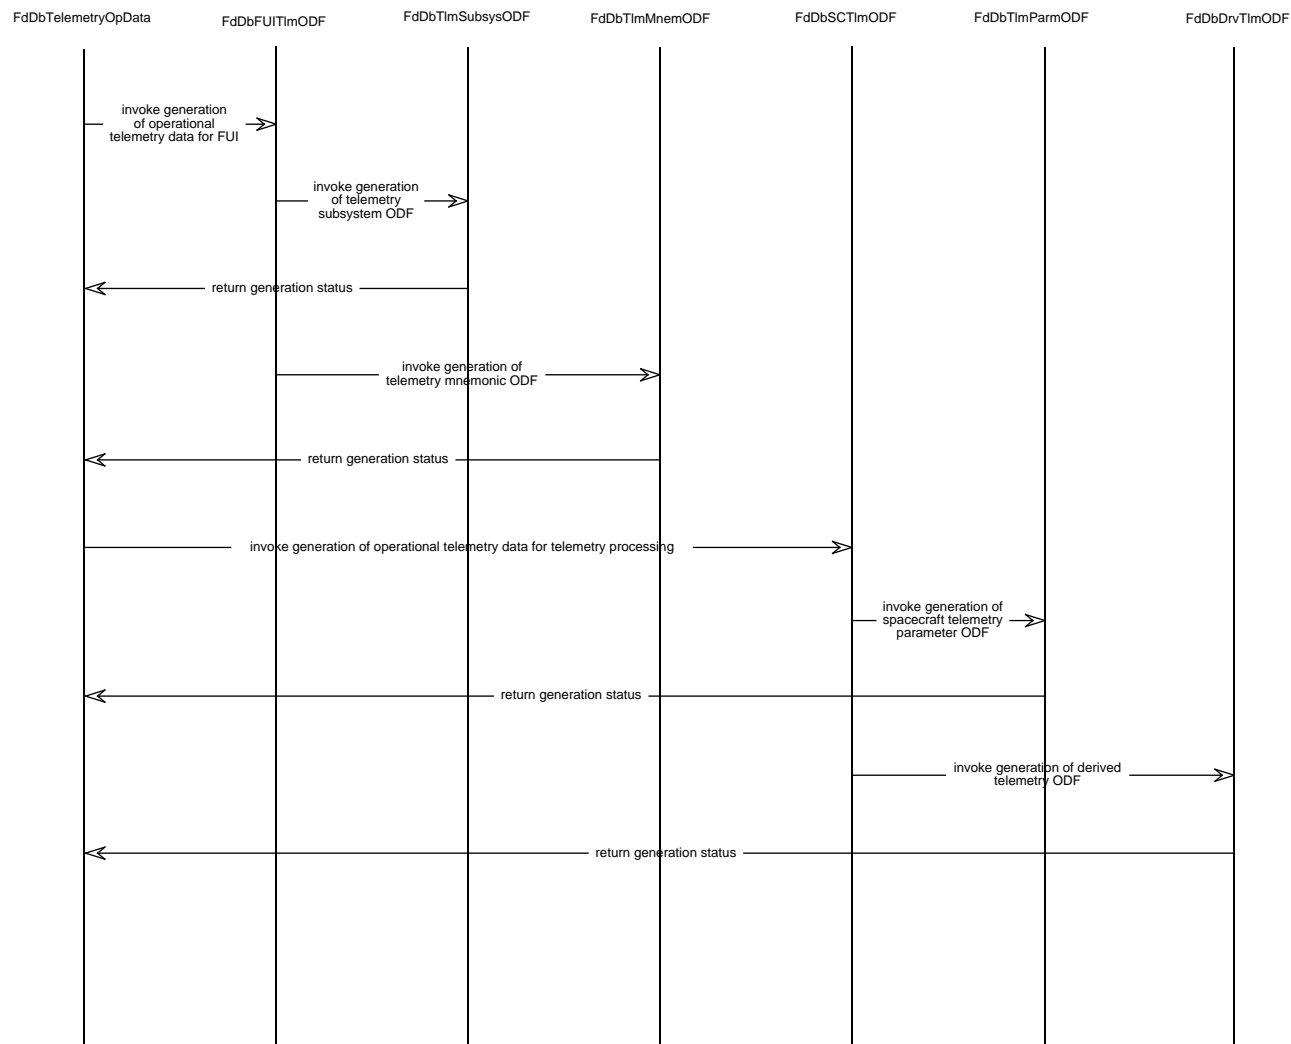 FdDbTelemetryOpData
FdDbFUITlmODF
FdDbTlmSubsysODF
FdDbTlmMnemODF
FdDbSCTlmODF
FdDbTlmParmODF
FdDbDrvTlmODF
invoke generation
of operational
telemetry data for FUI
invoke generation
of telemetry
subsystem ODF
return generation status
invoke generation of
telemetry mnemonic ODF
return generation status
invoke generation of operational telemetry data for telemetry processing
invoke generation of
spacecraft telemetry
parameter ODF
return generation status
invoke generation of derived
telemetry ODF
return generation status